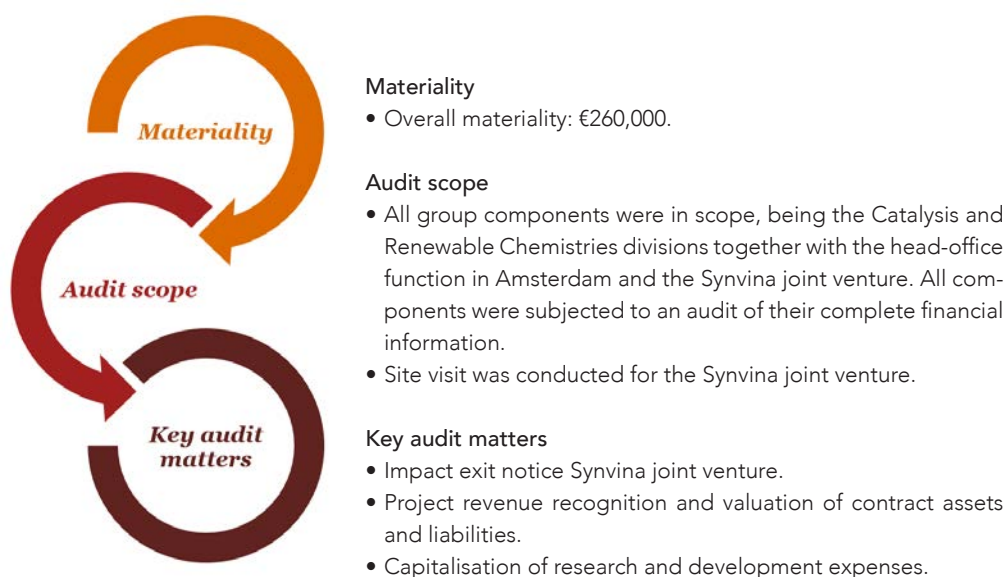 Materiality
Materiality
• Overall materiality: €260,000.
Audit scope
Audit scope
• All group components were in scope, being the Catalysis and
Renewable Chemistries divisions together with the head-office
function in Amsterdam and the Synvina joint venture. All com-
ponents were subjected to an audit of their complete financial
information.
• Site visit was conducted for the Synvina joint venture.
Key audit
matters
Key audit matters
• Impact exit notice Synvina joint venture.
• Project revenue recognition and valuation of contract assets
and liabilities.
• Capitalisation of research and development expenses.